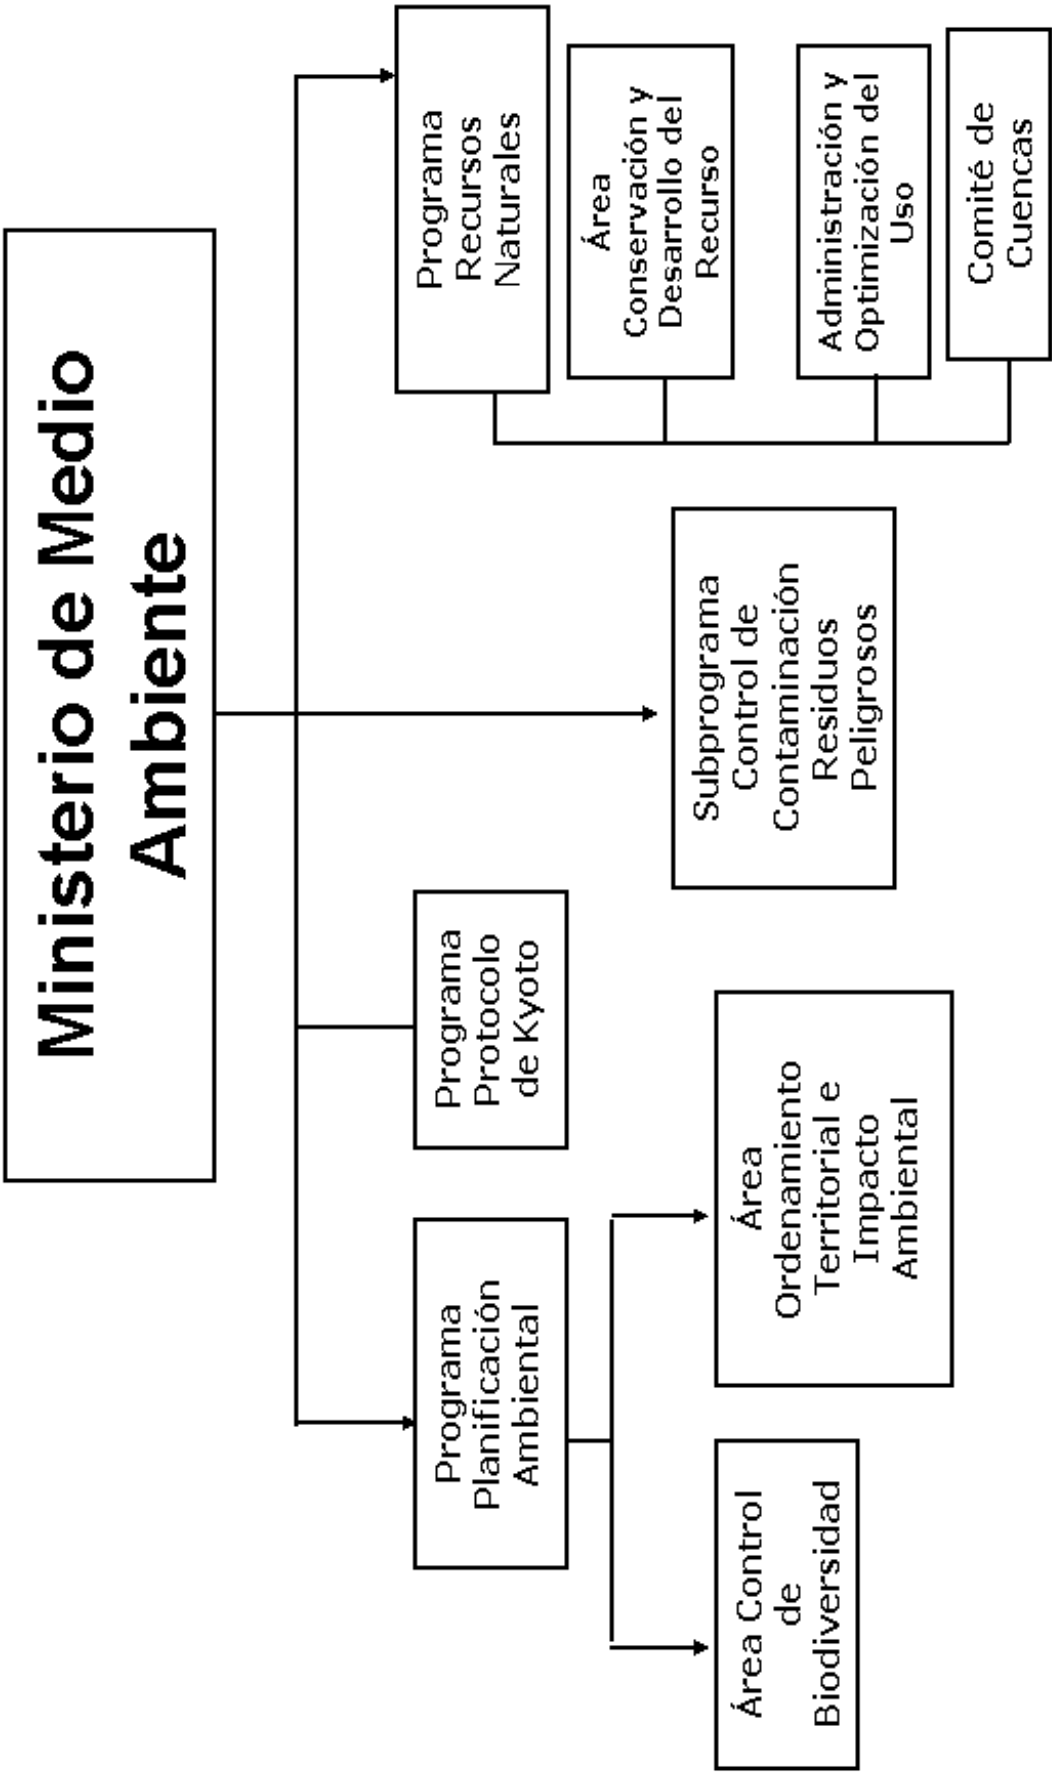 Ministerio de Medio
Ambiente
Programa
Planificación
Ambiental
Programa
Protocolo
de Kyoto
Programa
Recursos
Naturales
Área Control
de
Biodiversidad
Área
Ordenamiento
Territorial e
Impacto
Ambiental
Subprograma
Control de
Contaminación
Residuos
Peligrosos
Área
Conservación y
Desarrollo del
Recurso
Administración y
Optimización del
Uso
Comité de
Cuencas